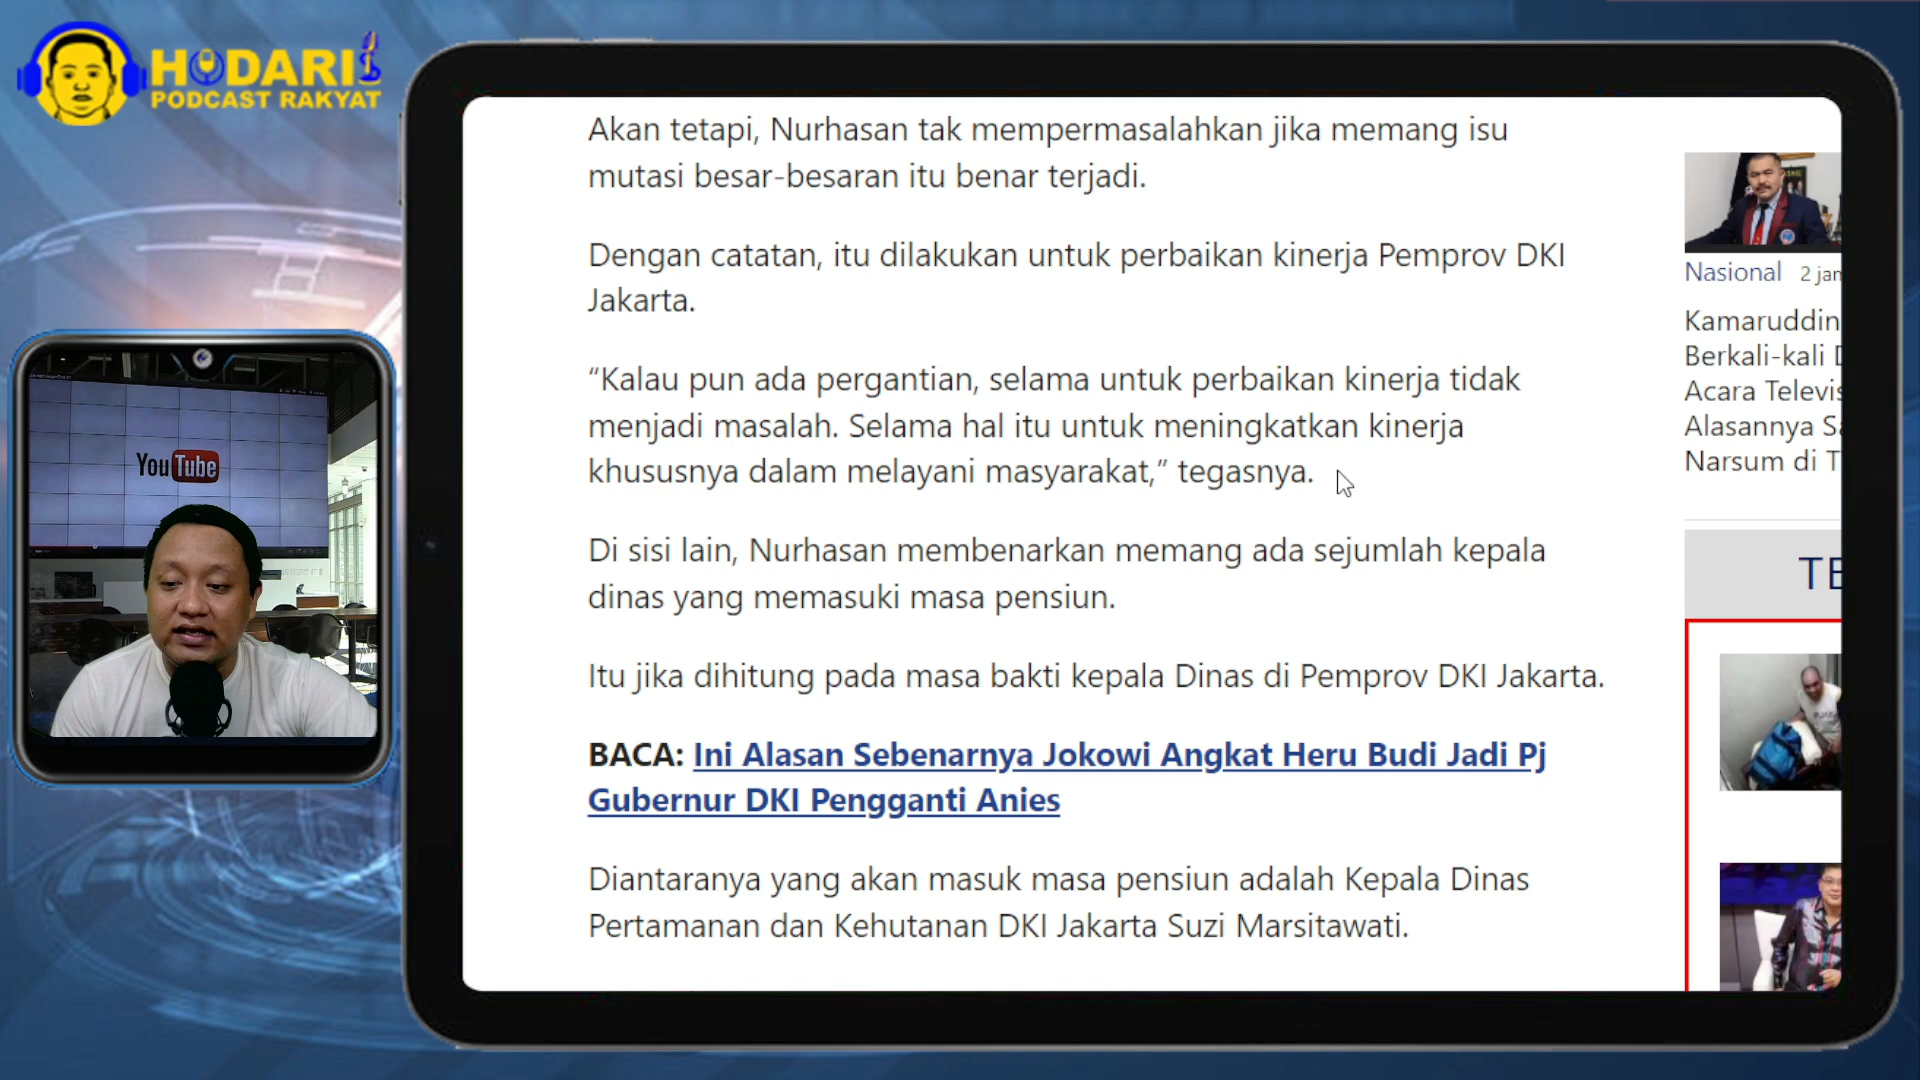 HODARI
PODCAST RAKYAT
YouTube
Akan tetapi, Nurhasan tak mempermasalahkan jika memang isu
mutasi besar-besaran itu benar terjadi.
Dengan catatan, itu dilakukan untuk perbaikan kinerja Pemprov DKI
Jakarta.
“Kalau pun ada pergantian, selama untuk perbaikan kinerja tidak
menjadi masalah. Selama hal itu untuk meningkatkan kinerja
khususnya dalam melayani masyarakat,” tegasnya.
Di sisi lain, Nurhasan membenarkan memang ada sejumlah kepala
dinas yang memasuki masa pensiun.
Itu jika dihitung pada masa bakti kepala Dinas di Pemprov DKI Jakarta.
BACA: Ini Alasan Sebenarnya Jokowi Angkat Heru Budi Jadi Pj
Gubernur DKI Pengganti Anies
Diantaranya yang akan masuk masa pensiun adalah Kepala Dinas
Pertamanan dan Kehutanan DKI Jakarta Suzi Marsitawati.
Nasional 2 jam
Kamaruddin
Berkali-kali
Acara
Alasannya
Narsum di